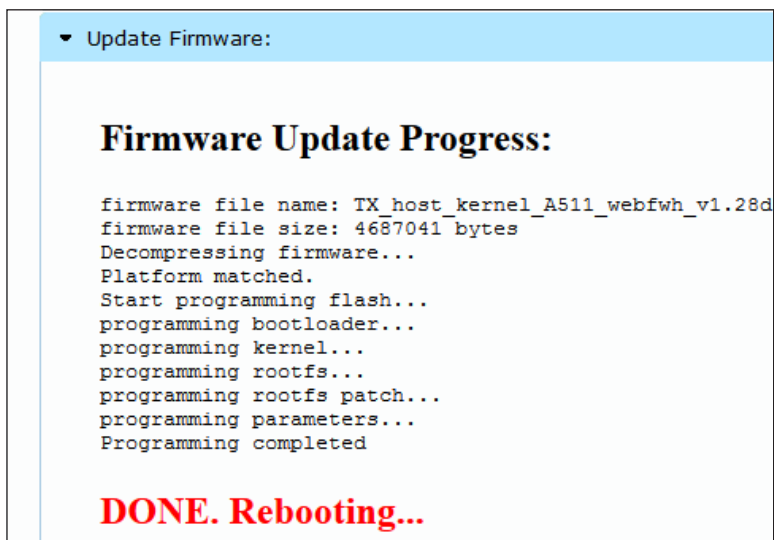 Update Firmware:
Firmware Update Progress:
firmware file name: TX_host_kernel_A511_webfwh_v1.28d
firmware file size: 4687041 bytes
Decompressing firmware...
Platform matched.
Start programming flash...
programming bootloader...
programming kernel...
programming rootfs...
programming rootfs patch...
programming parameters...
Programming completed
DONE. Rebooting...